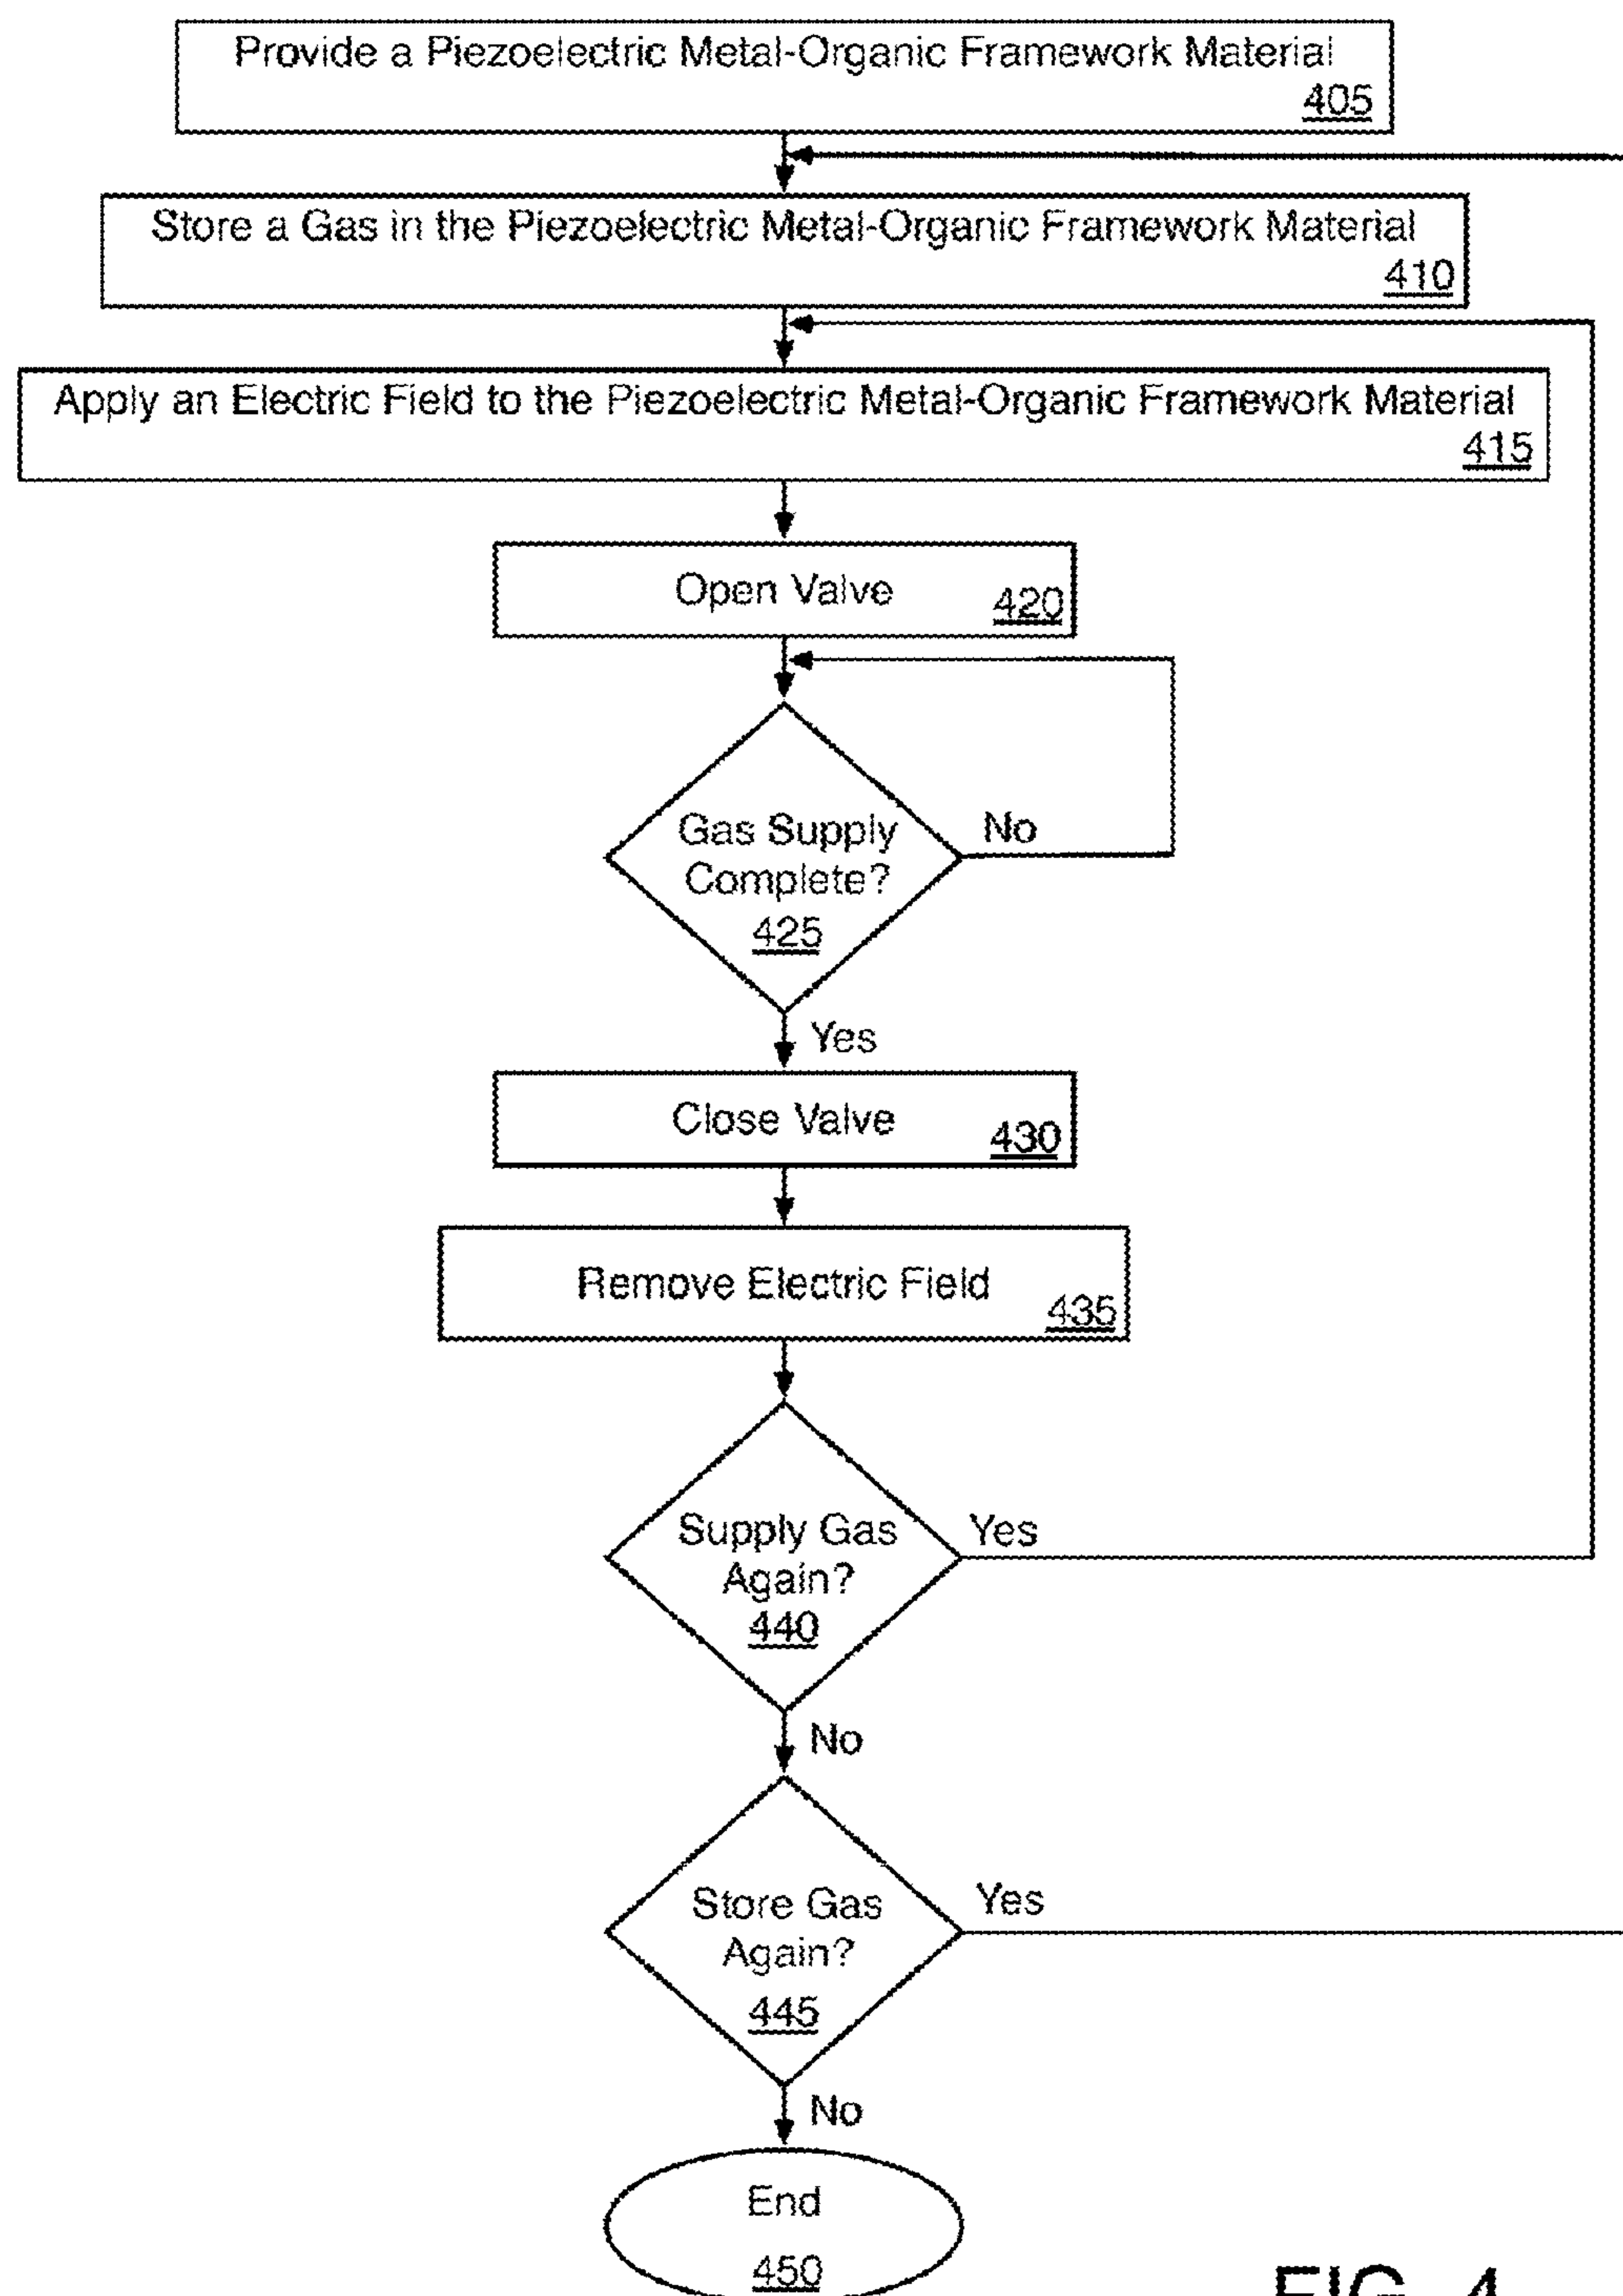 Provide a Piezoelectric Metal-Organic Framework Material
405
Store a Gas in the Piezoelectric Metal-Organic Framework Material
410
Apply an Electric Field to the Piezoelectric Metal-Organic Framework Material
415
Open Valve
420
Gas Supply
Complete?
425
No
Yes
Close Valve
430
Remove Electric Field
435
Supply Gas
Again?
440
Yes
No
Store Gas
Again?
445
Yes
No
End
450
FIG. 4